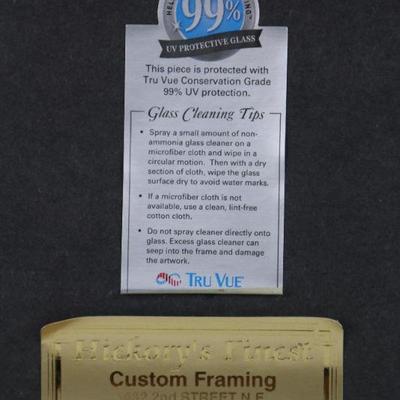 99%
UV PROTECTIVE GLASS
This piece is protected with
Tru Vue Conservation Grade
99% UV protection.
Glass Cleaning Tips
• Spray a small amount of non-
ammonia glass cleaner on a
microfiber cloth and wipe in a
circular motion. Then with a dry
section of cloth, wipe the glass
surface dry to avoid water marks.
• If a microfiber cloth is not
available, use a clean, lint-free
cotton cloth.
• Do not spray cleaner directly onto
glass. Excess glass cleaner can
seep into the frame and damage
the artwork.
TRU VUE
Hickory's Finest
Custom Framing
2nd STREET N.E.